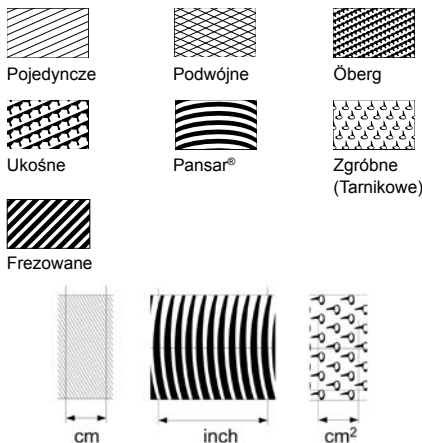 Pojedyncze Podwójne Öberg
Ukośne Pansar® Zgróbne
(Tarnikowe)
Frezowane
cm inch cm²